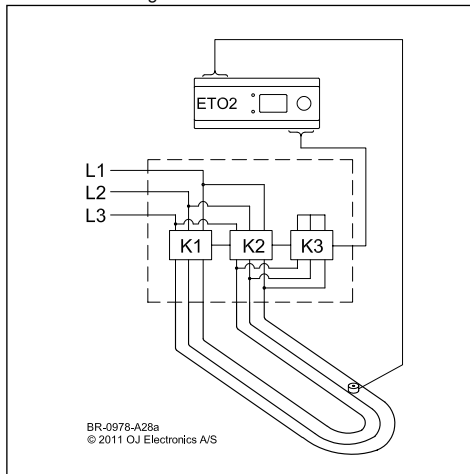 ETO2
L1
L2
L3
K1 K2 K3
BR-0978-A28a
© 2011 OJ Electronics A/S